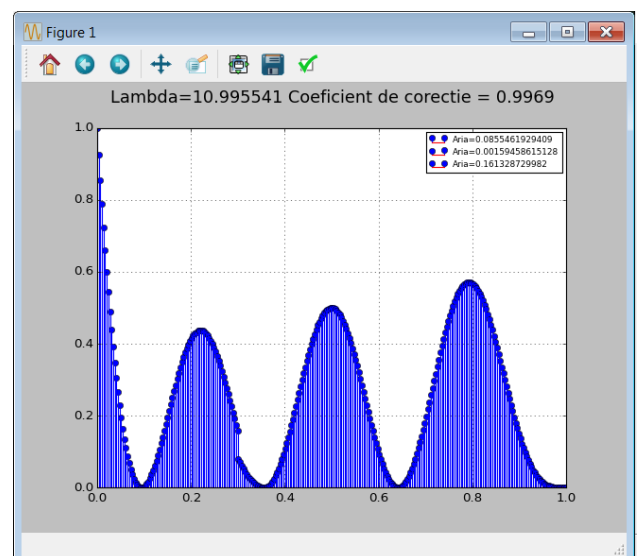 Figure 1
Lambda=10.995541 Coeficient de corectie = 0.9969
1.0
0.8
0.6
0.4
0.2
0.0
Aria=0.0855461929409
Aria=0.00159458615128
Aria=0.161328729982
0.0 0.2 0.4 0.6 0.8 1.0